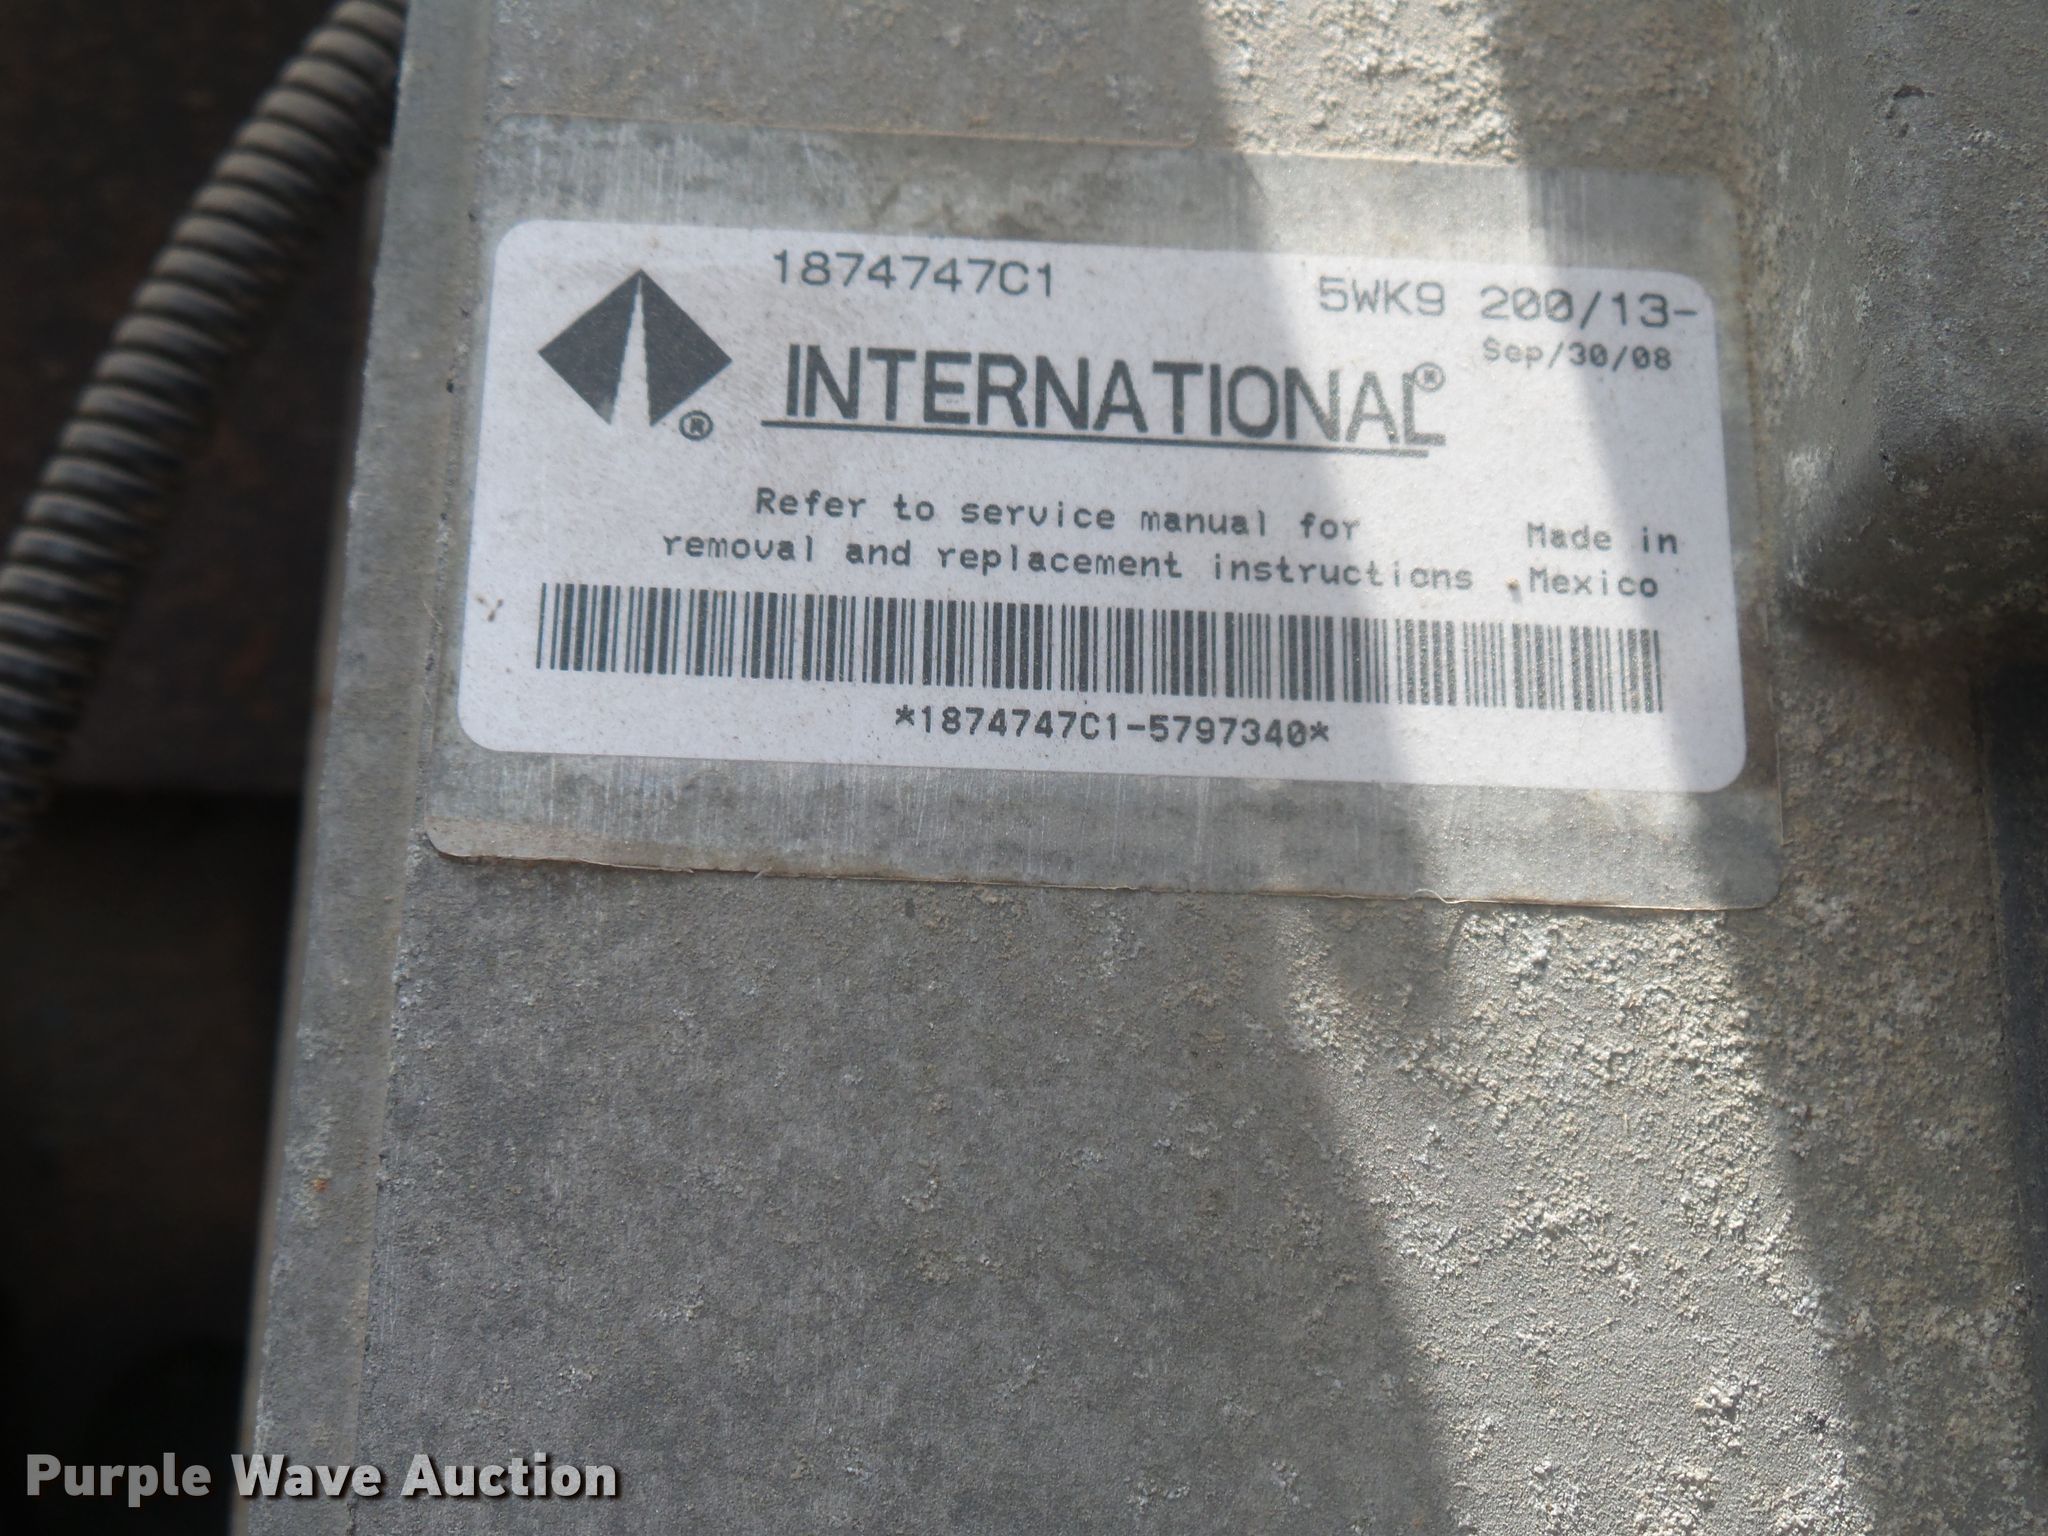 1874747C1
5WK9 200/13-
Sep/30/08
INTERNATIONAL®
®
Refer to service manual for
removal and replacement instructions
Made in
Mexico
*1874747C1-5797340*
Purple Wave Auction